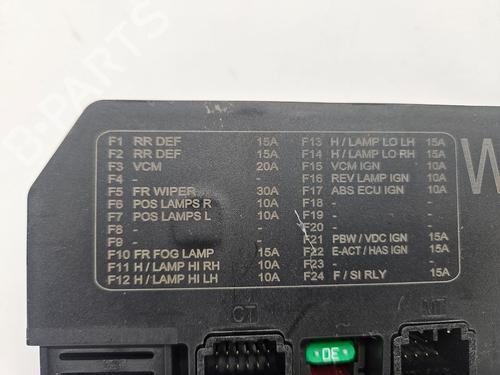 F1 RR DEF 15A
F2 RR DEF 15A
F3 VCM 20A
F4 -
F5 FR WIPER 30A
F6 POS LAMPS R 10A
F7 POS LAMPS L 10A
F8 -
F9 -
F10 FR FOG LAMP 15A
F11 H / LAMP HI RH 10A
F12 H / LAMP HI LH 10A
F13 H / LAMP LO LH 15A
F14 H / LAMP LO RH 15A
F15 VCM IGN 10A
F16 REV LAMP IGN 10A
F17 ABS ECU IGN 10A
F18 - -
F19 - -
F20 - -
F21 PBW / VDC IGN 15A
F22 E-ACT / HAS IGN 15A
F23 - -
F24 F / SI RLY 15A
W
CT
MT
B-Parts